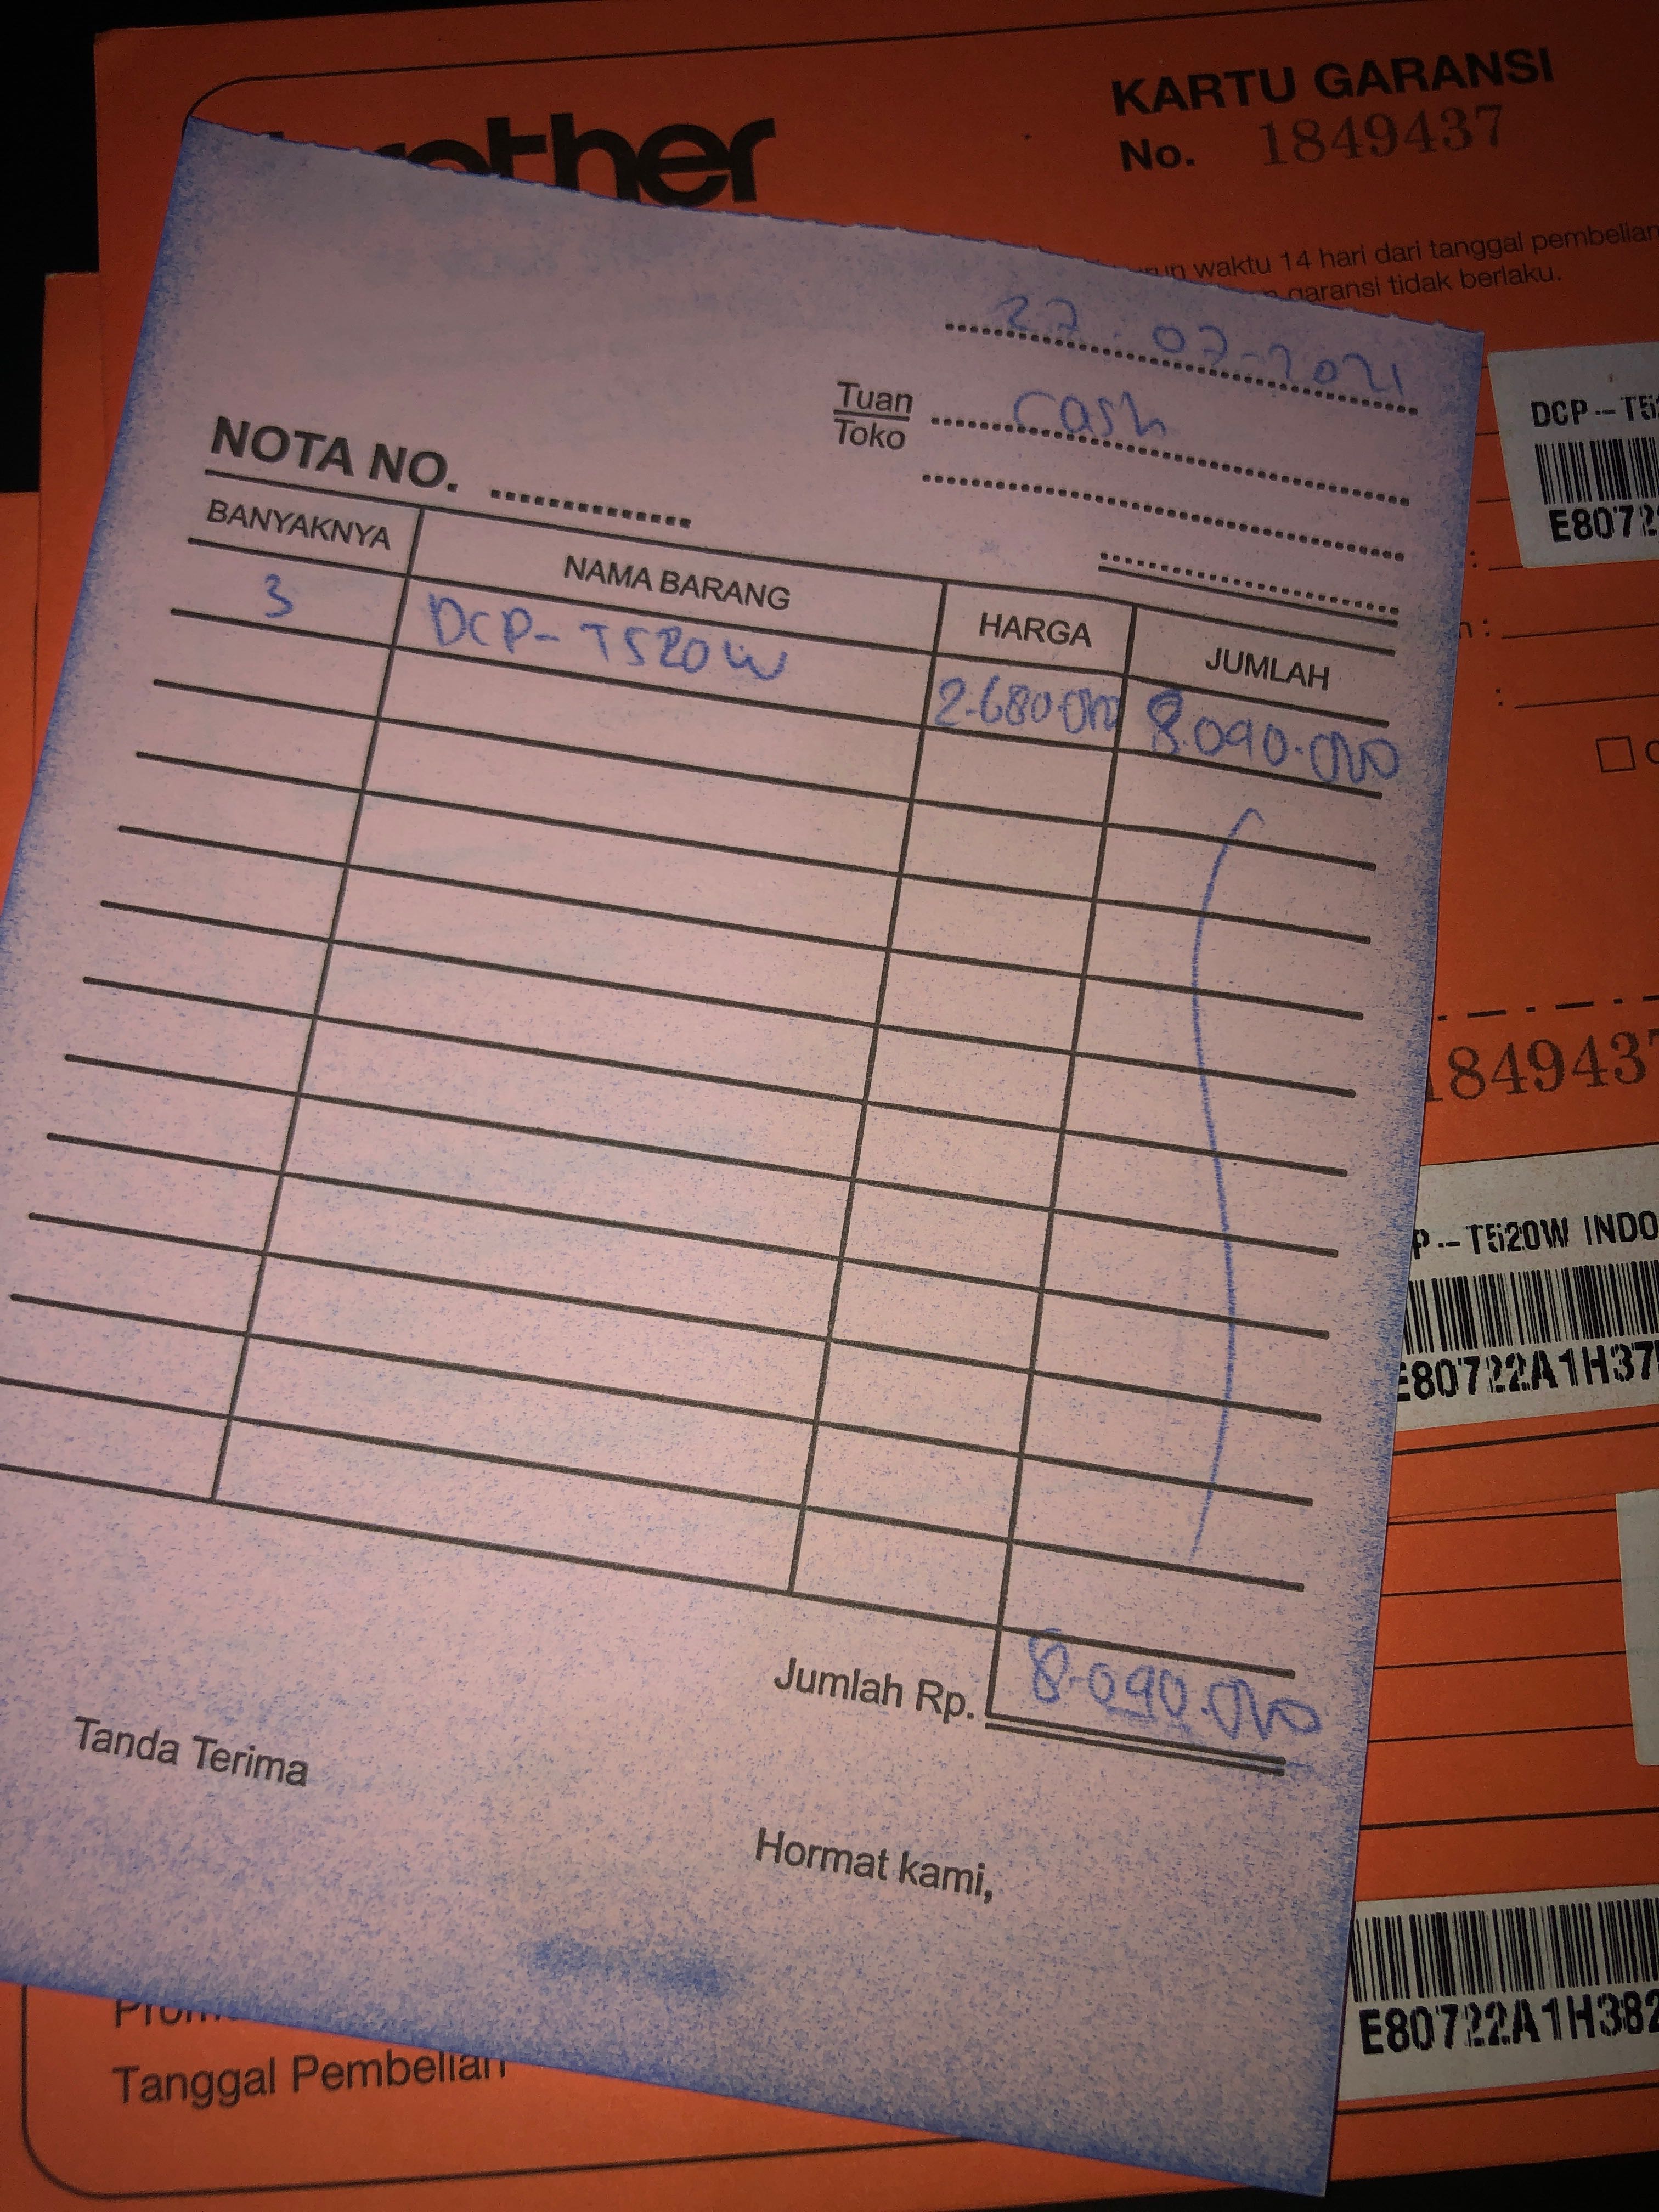 KARTU GARANSI
No. 1849437
waktu 14 hari dari tanggal pembelian
garansi tidak berlaku.
27-07-2021
Tuan
Toko
cash
NOTA NO.
BANYAKNYA NAMA BARANG HARGA JUMLAH
3 DCP-T520W 2.680.000 8.090.000
Jumlah Rp. 8.090.000
Tanda Terima
Hormat kami,
Tanggal Pembelian
DCP--T52
E8072
1849437
P--T520W INDO
E80722A1H37
E80722A1H382